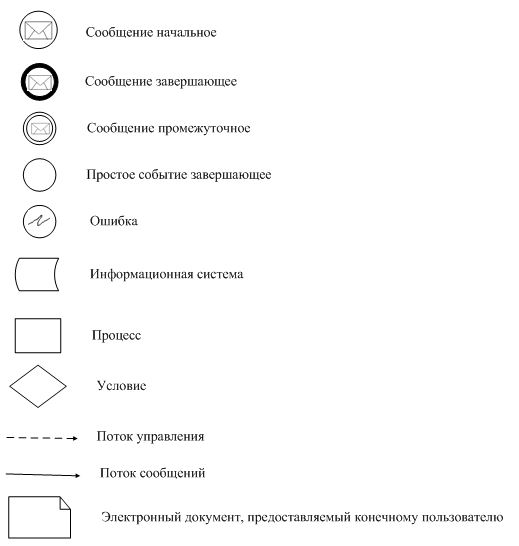 Сообщение начальное
Сообщение завершающее
Сообщение промежуточное
Простое событие завершающее
Ошибка
Информационная система
Процесс
Условие
Поток управления
Поток сообщений
Электронный документ, предоставляемый конечному пользователю